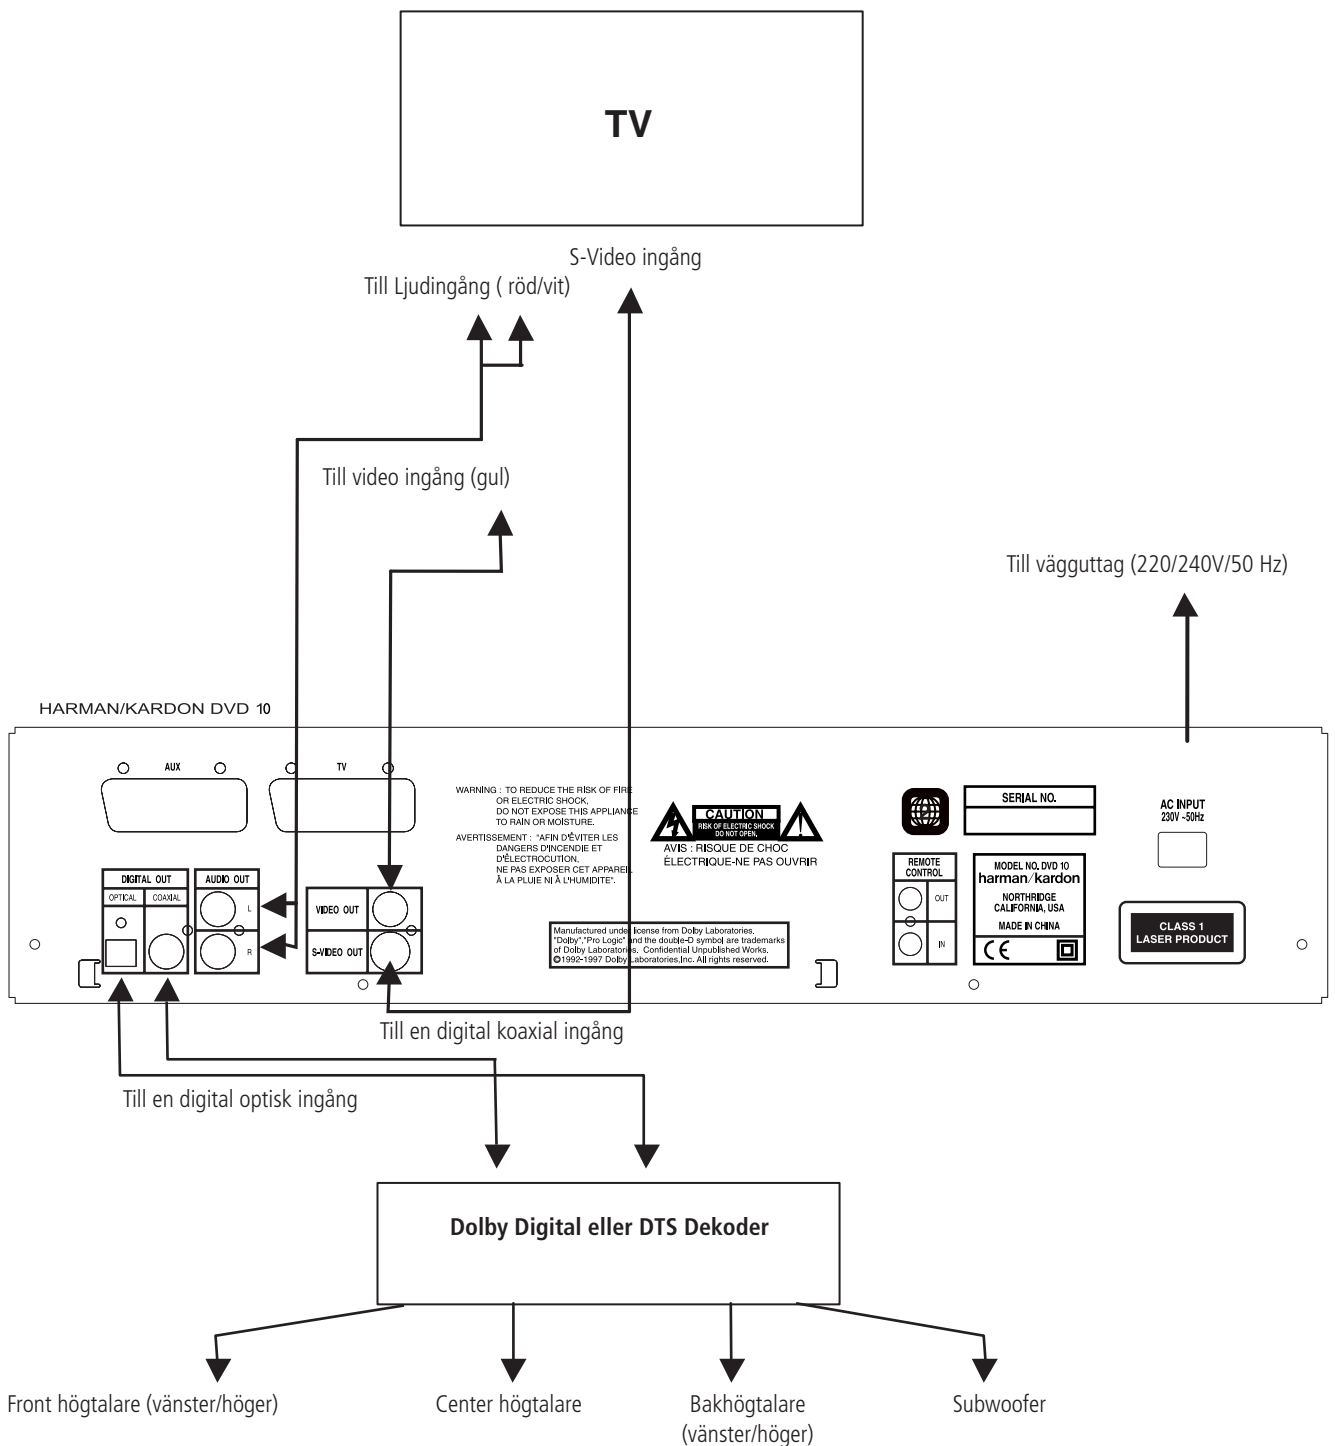 TV
S-Video ingång
Till Ljudingång ( röd/vit)
Till video ingång (gul)
Till vägguttag (220/240V/50 Hz)
HARMAN/KARDON DVD 10
AUX
TV
WARNING : TO REDUCE THE RISK OF FIRE
OR ELECTRIC SHOCK,
DO NOT EXPOSE THIS APPLIANCE
TO RAIN OR MOISTURE.
AVERTISSEMENT : "AFIN D'ÉVITER LES
DANGERS D'INCENDIE ET
D'ÉLECTROCUTION,
NE PAS EXPOSER CET APPAREIL
À LA PLUIE NI À L'HUMIDITE".
CAUTION
RISK OF ELECTRIC SHOCK
DO NOT OPEN.
AVIS : RISQUE DE CHOC
ÉLECTRIQUE-NE PAS OUVRIR
SERIAL NO.
AC INPUT
230V ~50Hz
DIGITAL OUT
OPTICAL
COAXIAL
AUDIO OUT
L
R
VIDEO OUT
S-VIDEO OUT
Manufactured under license from Dolby Laboratories.
"Dolby","Pro Logic" and the double-D symbol are trademarks
of Dolby Laboratories. Confidential Unpublished Works.
©1992-1997 Dolby Laboratories,Inc. All rights reserved.
REMOTE
CONTROL
OUT
IN
MODEL NO. DVD 10
harman/kardon
NORTHRIDGE
CALIFORNIA, USA
MADE IN CHINA
CE
CLASS 1
LASER PRODUCT
Till en digital koaxial ingång
Till en digital optisk ingång
Dolby Digital eller DTS Dekoder
Front högtalare (vänster/höger)
Center högtalare
Bakhögtalare
(vänster/höger)
Subwoofer